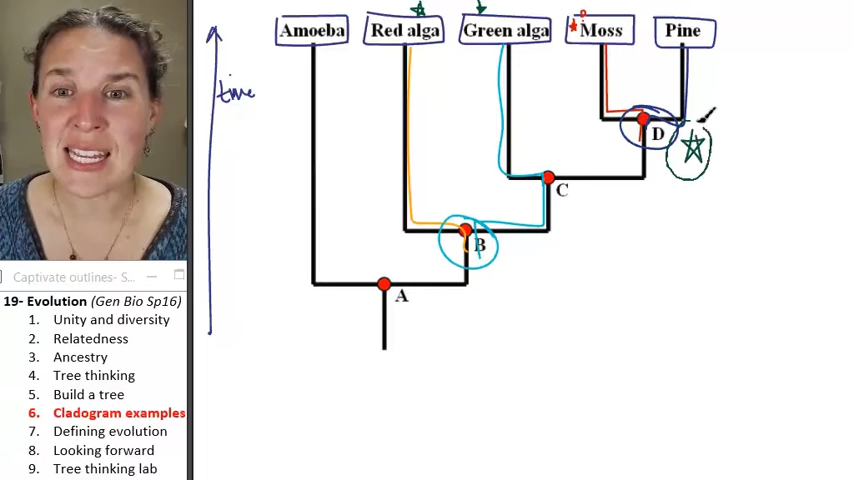 Amoeba Red alga Green alga Moss Pine
time
D
C
B
A
Captivate outlines- S...
19- Evolution (Gen Bio Sp16)
1. Unity and diversity
2. Relatedness
3. Ancestry
4. Tree thinking
5. Build a tree
6. Cladogram examples
7. Defining evolution
8. Looking forward
9. Tree thinking lab